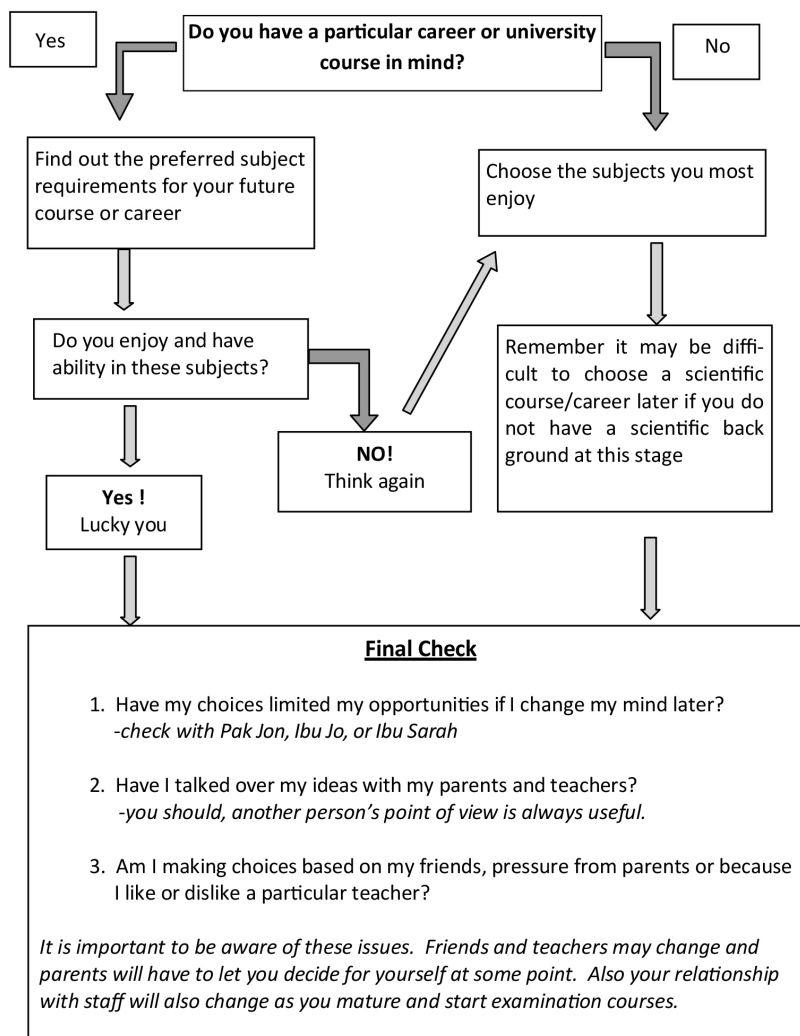 Yes
Do you have a particular career or university
course in mind?
No
Find out the preferred subject
requirements for your future
course or career
Choose the subjects you most
enjoy
Do you enjoy and have
ability in these subjects?
Remember it may be diffi-
cult to choose a scientific
course/career later if you do
not have a scientific back
ground at this stage
NO!
Think again
Yes !
Lucky you
Final Check
1. Have my choices limited my opportunities if I change my mind later?
-check with Pak Jon, Ibu Jo, or Ibu Sarah
2. Have I talked over my ideas with my parents and teachers?
-you should, another person’s point of view is always useful.
3. Am I making choices based on my friends, pressure from parents or because
I like or dislike a particular teacher?
It is important to be aware of these issues. Friends and teachers may change and
parents will have to let you decide for yourself at some point. Also your relationship
with staff will also change as you mature and start examination courses.